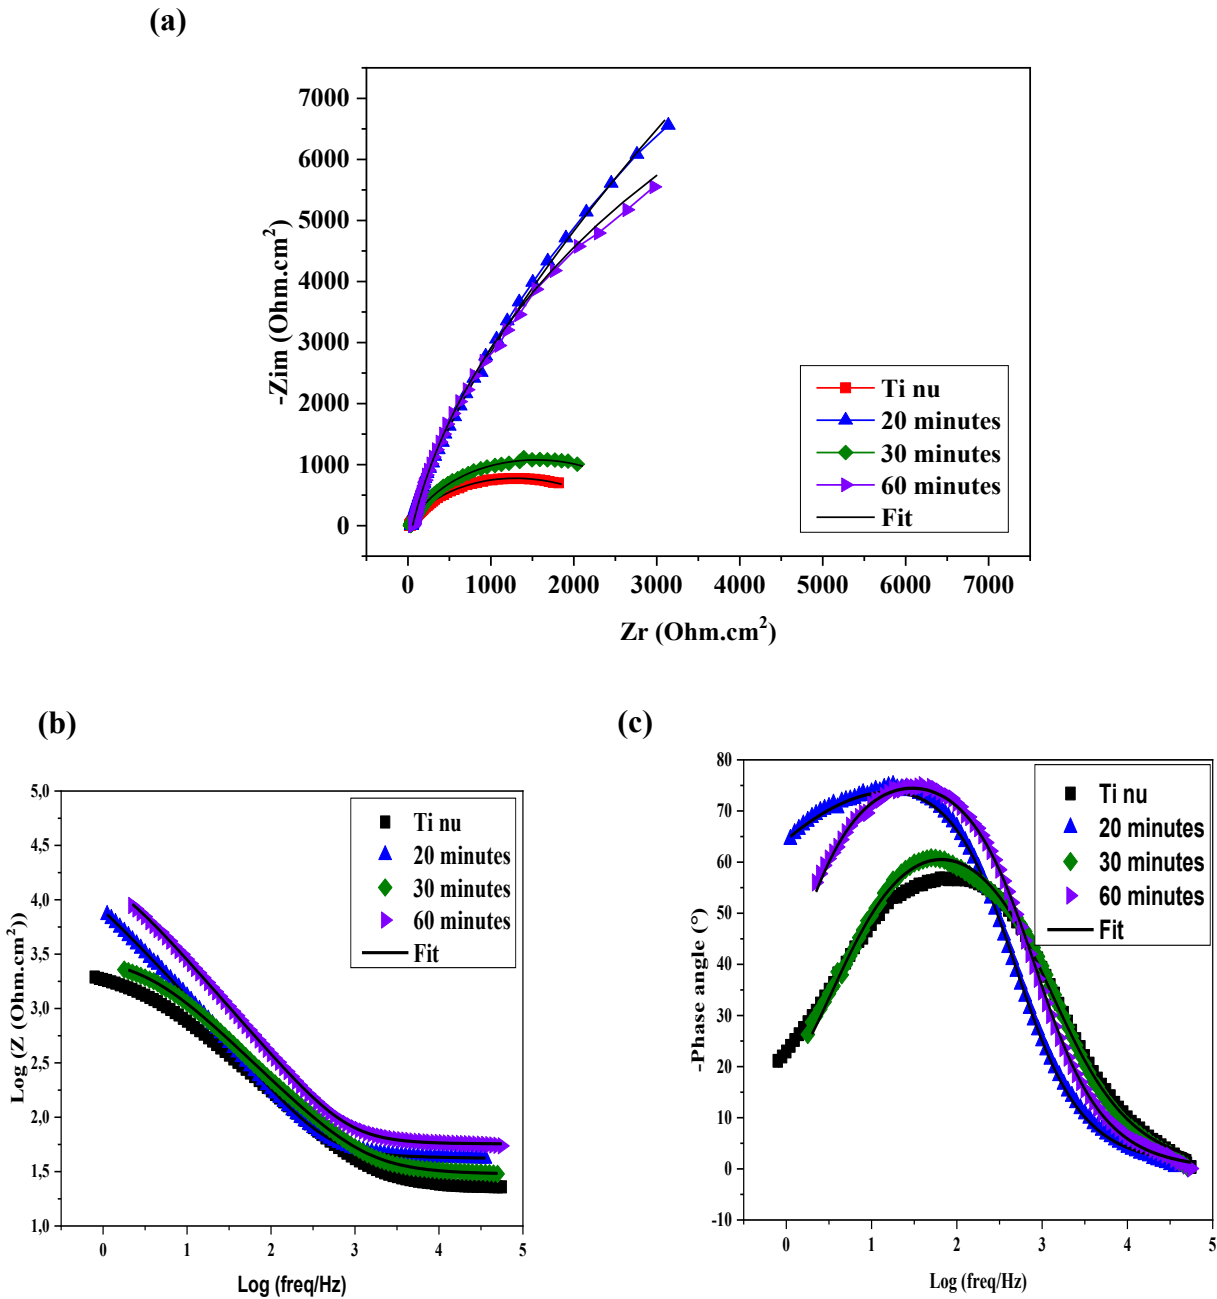 (a)
7000
6000
5000
4000
3000
2000
1000
0
-Zim (Ohm.cm²)
Ti nu
20 minutes
30 minutes
60 minutes
Fit
0 1000 2000 3000 4000 5000 6000 7000
Zr (Ohm.cm²)
(b)
5,0
4,5
4,0
3,5
3,0
2,5
2,0
1,5
1,0
Log (Z (Ohm.cm²))
Ti nu
20 minutes
30 minutes
60 minutes
Fit
0 1 2 3 4 5
Log (freq/Hz)
(c)
80
70
60
50
40
30
20
10
0
-10
-Phase angle (°)
Ti nu
20 minutes
30 minutes
60 minutes
Fit
0 1 2 3 4 5
Log (freq/Hz)